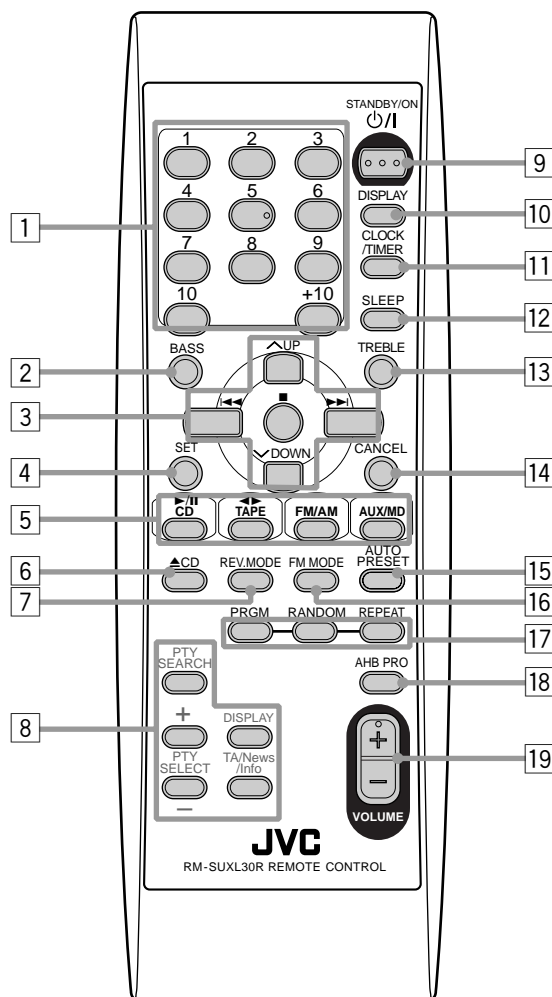 STANDBY/ON
⏻/I
1 2 3
9
DISPLAY
4 5 6
10
1
CLOCK
/TIMER
7 8 9
11
10 +10
SLEEP
12
BASS
UP
TREBLE
2
13
3
SET
DOWN
CANCEL
4
14
5
CD
TAPE
FM/AM
AUX/MD
6
CD
REV.MODE
FM MODE
AUTO
PRESET
15
7
16
PRGM
RANDOM
REPEAT
17
PTY
SEARCH
AHB PRO
18
8
+
DISPLAY
+
PTY
SELECT
TA/News
/Info
19
–
–
VOLUME
JVC
RM-SUXL30R REMOTE CONTROL